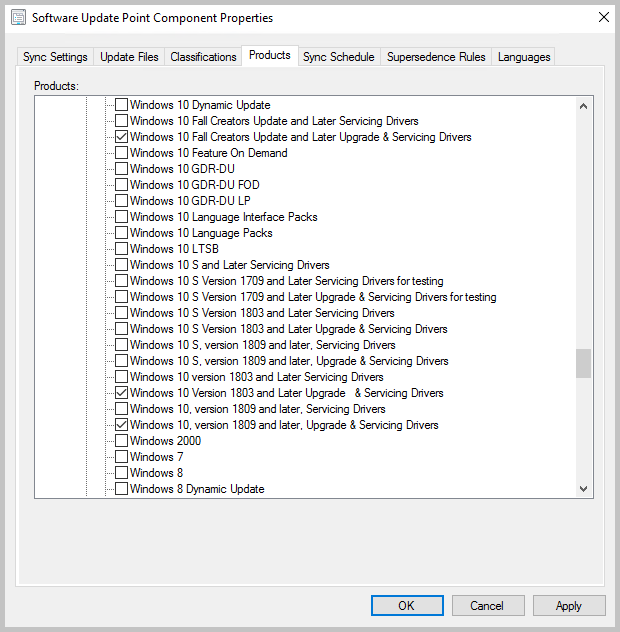 Software Update Point Component Properties
Sync Settings Update Files Classifications Products Sync Schedule Supersedence Rules Languages
Products:
Windows 10 Dynamic Update
Windows 10 Fall Creators Update and Later Servicing Drivers
Windows 10 Fall Creators Update and Later Upgrade & Servicing Drivers
Windows 10 Feature On Demand
Windows 10 GDR-DU
Windows 10 GDR-DU FOD
Windows 10 GDR-DU LP
Windows 10 Language Interface Packs
Windows 10 Language Packs
Windows 10 LTSB
Windows 10 S and Later Servicing Drivers
Windows 10 S Version 1709 and Later Servicing Drivers for testing
Windows 10 S Version 1709 and Later Upgrade & Servicing Drivers for testing
Windows 10 S Version 1803 and Later Servicing Drivers
Windows 10 S Version 1803 and Later Upgrade & Servicing Drivers
Windows 10 S, version 1809 and later, Servicing Drivers
Windows 10 S, version 1809 and later, Upgrade & Servicing Drivers
Windows 10 version 1803 and Later Servicing Drivers
Windows 10 Version 1803 and Later Upgrade   & Servicing Drivers
Windows 10, version 1809 and later, Servicing Drivers
Windows 10, version 1809 and later, Upgrade & Servicing Drivers
Windows 2000
Windows 7
Windows 8
Windows 8 Dynamic Update
OK Cancel Apply